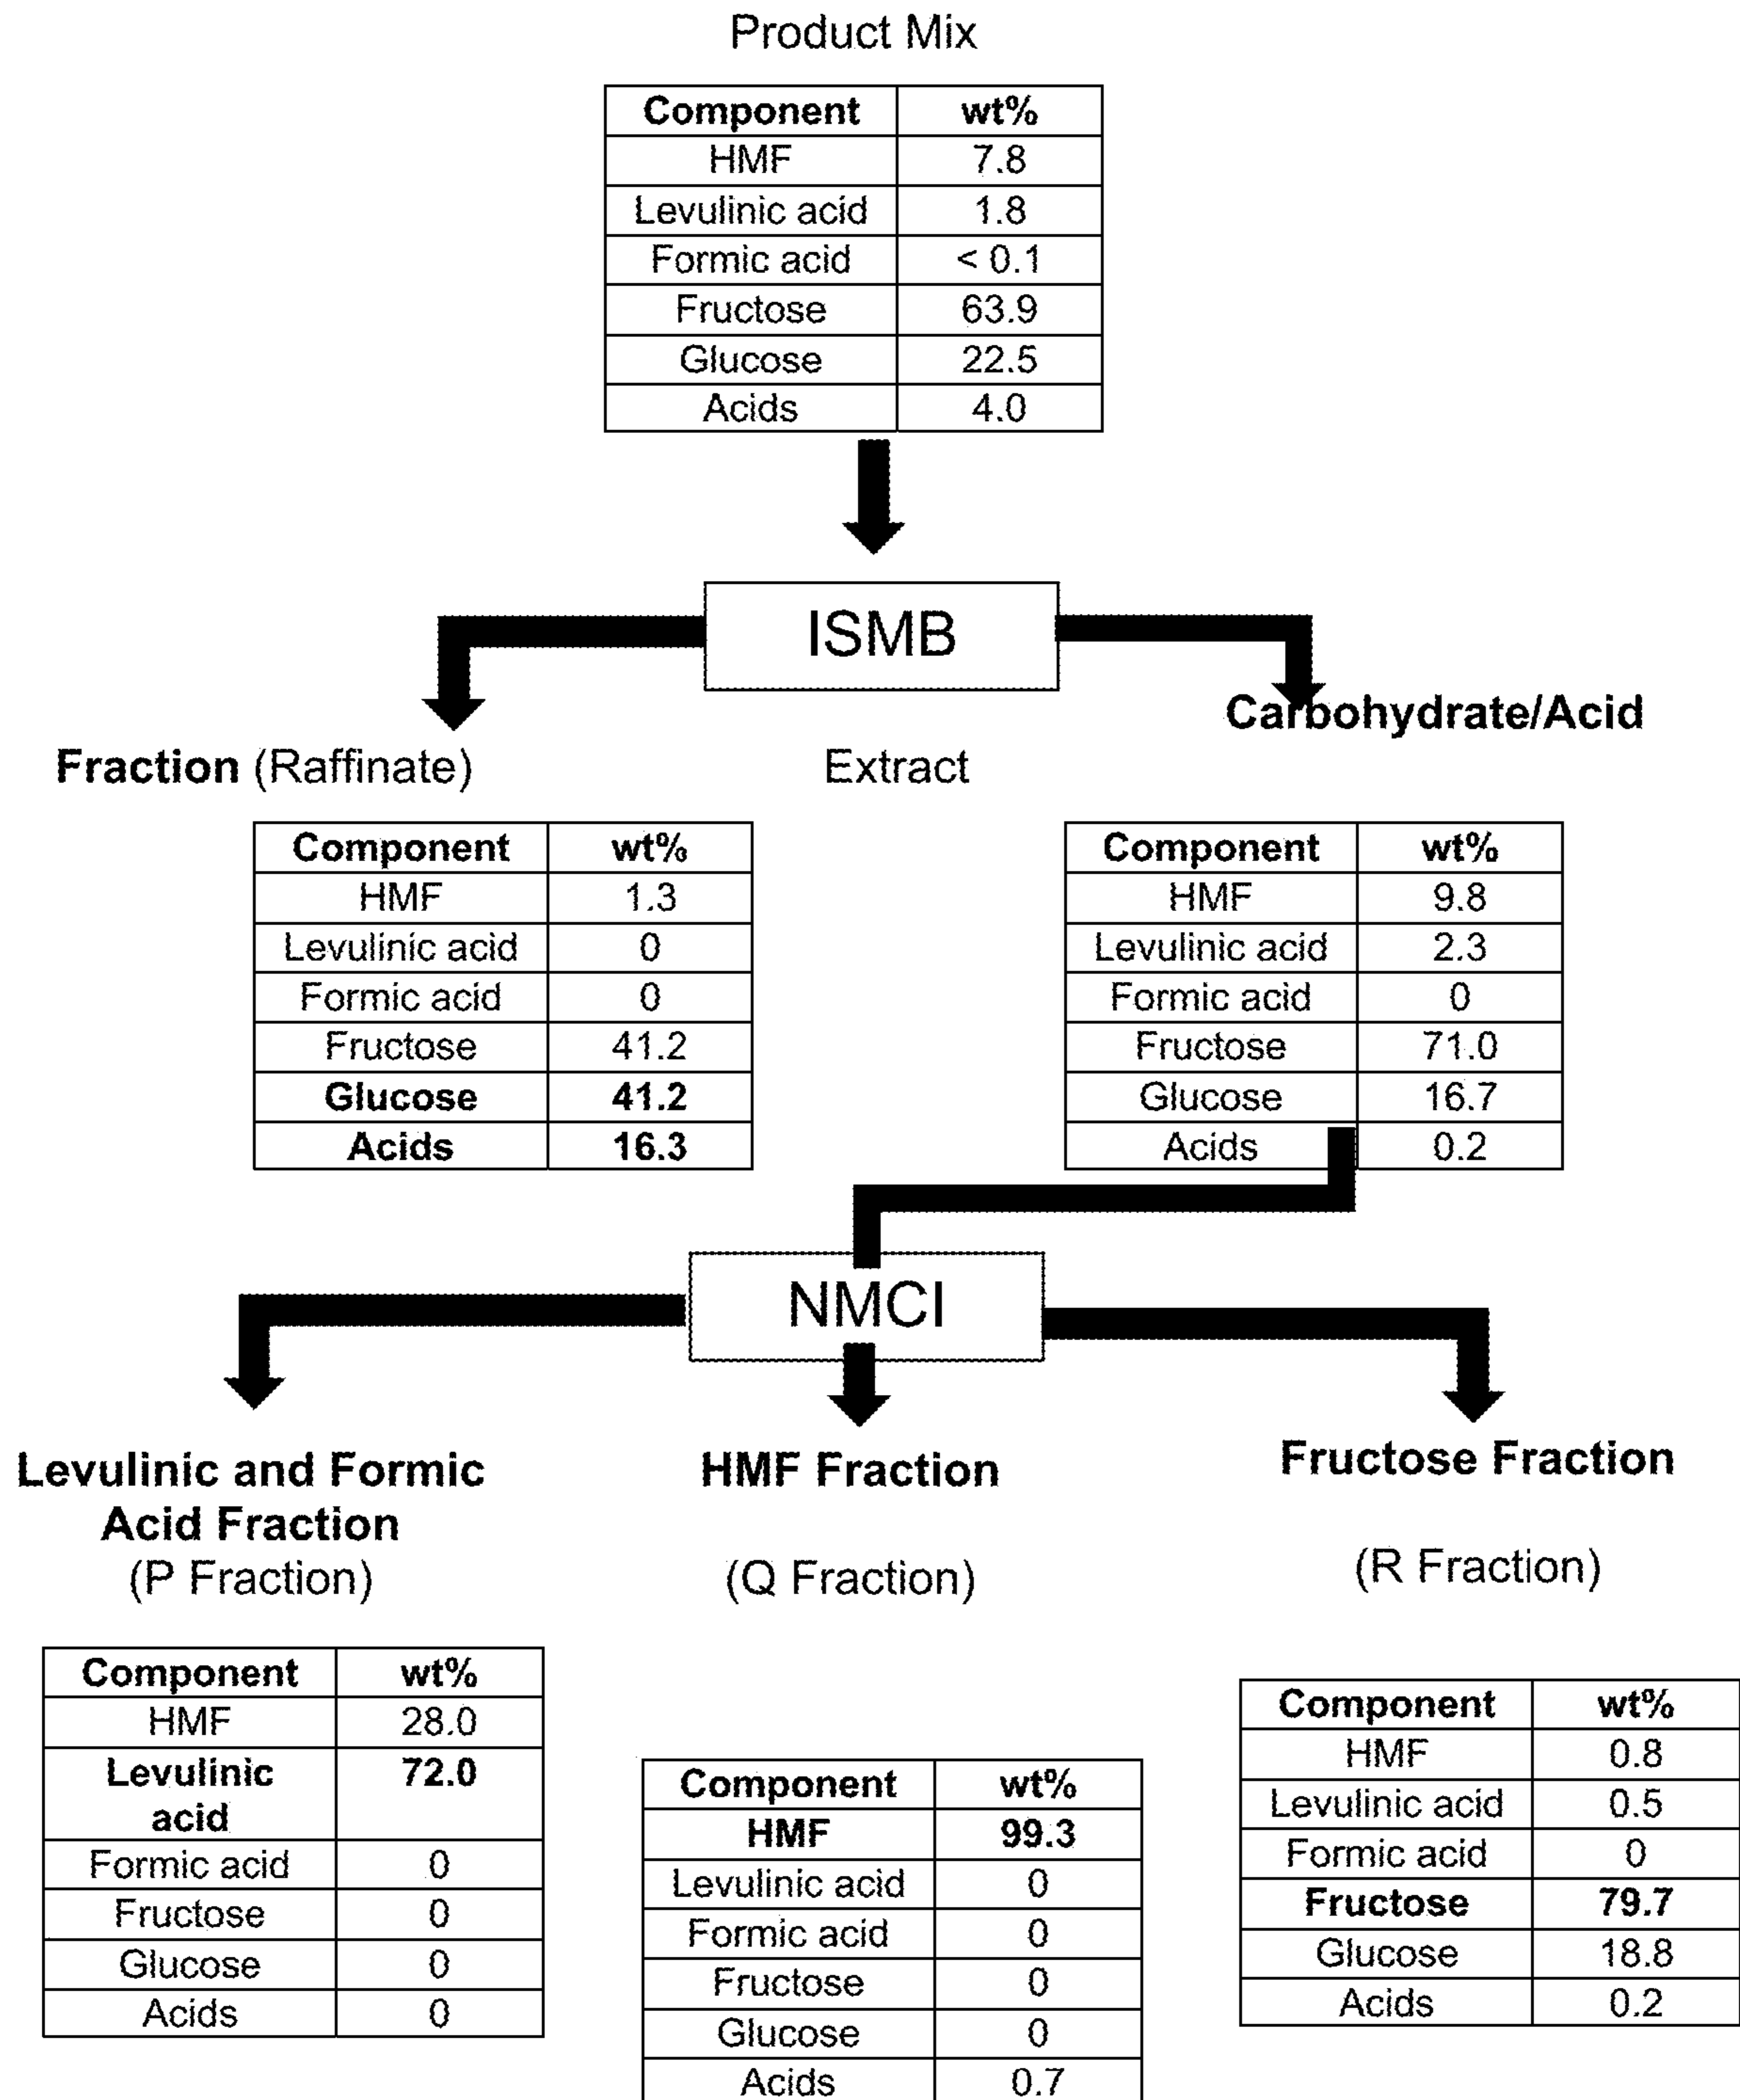 Product Mix
Component wt%
HMF 7.8
Levulinic acid 1.8
Formic acid < 0.1
Fructose 63.9
Glucose 22.5
Acids 4.0
ISMB
Carbohydrate/Acid
Fraction (Raffinate)
Extract
Component wt%
HMF 1.3
Levulinic acid 0
Formic acid 0
Fructose 41.2
Glucose 41.2
Acids 16.3
Component wt%
HMF 9.8
Levulinic acid 2.3
Formic acid 0
Fructose 71.0
Glucose 16.7
Acids 0.2
NMCI
Levulinic and Formic
Acid Fraction
(P Fraction)
HMF Fraction
(Q Fraction)
Fructose Fraction
(R Fraction)
Component wt%
HMF 28.0
Levulinic 72.0
acid
Formic acid 0
Fructose 0
Glucose 0
Acids 0
Component wt%
HMF 99.3
Levulinic acid 0
Formic acid 0
Fructose 0
Glucose 0
Acids 0.7
Component wt%
HMF 0.8
Levulinic acid 0.5
Formic acid 0
Fructose 79.7
Glucose 18.8
Acids 0.2